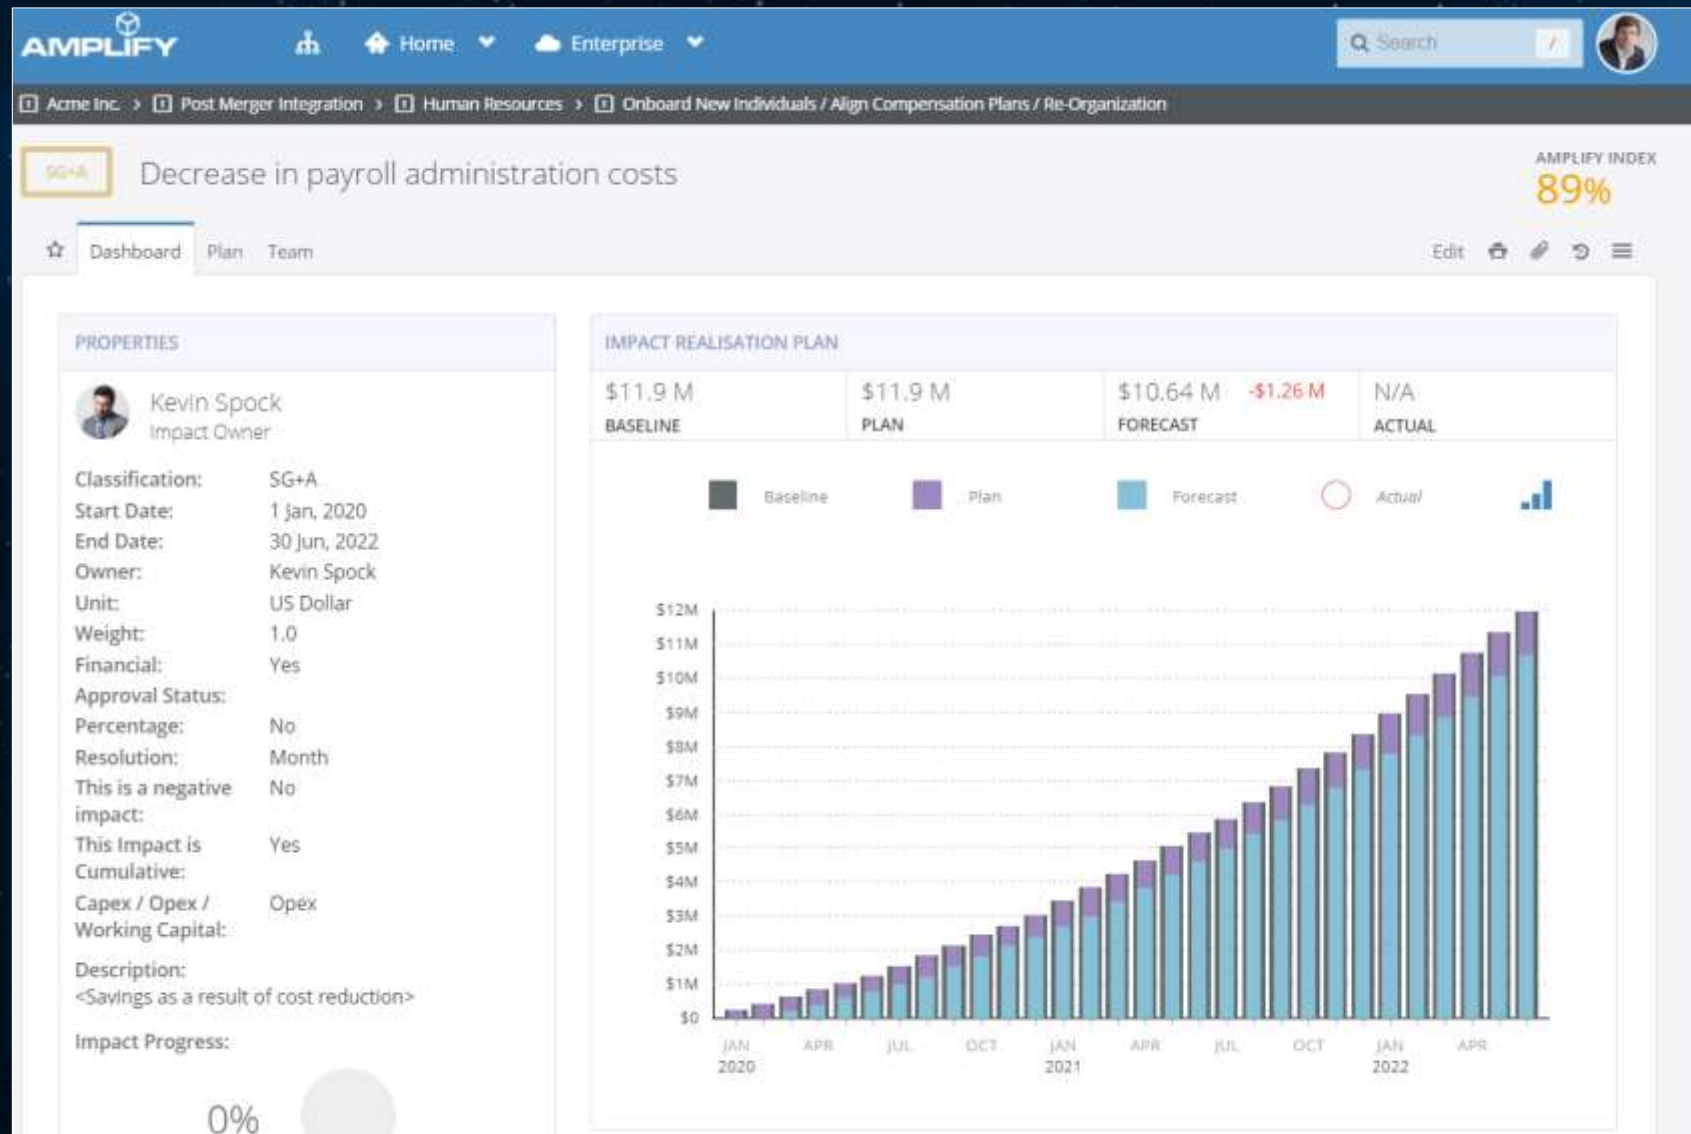 AMPLIFY
Home
Enterprise
Search
/
Acme Inc. > Post Merger Integration > Human Resources > Onboard New Individuals / Align Compensation Plans / Re-Organization
SG+A
Decrease in payroll administration costs
AMPLIFY INDEX
89%
Dashboard
Plan
Team
Edit
PROPERTIES
Kevin Spock
Impact Owner
Classification: SG+A
Start Date: 1 Jan, 2020
End Date: 30 Jun, 2022
Owner: Kevin Spock
Unit: US Dollar
Weight: 1.0
Financial: Yes
Approval Status:
Percentage: No
Resolution: Month
This is a negative No
impact:
This Impact is Yes
Cumulative:
Capex / Opex / Opex
Working Capital:
Description:
<Savings as a result of cost reduction>
Impact Progress:
0%
IMPACT REALISATION PLAN
$11.9 M
BASELINE
$11.9 M
PLAN
$10.64 M -$1.26 M
FORECAST
N/A
ACTUAL
Baseline
Plan
Forecast
Actual
$12M
$11M
$10M
$9M
$8M
$7M
$6M
$5M
$4M
$3M
$2M
$1M
$0
JAN APR JUL OCT JAN APR JUL OCT JAN APR
2020 2021 2022